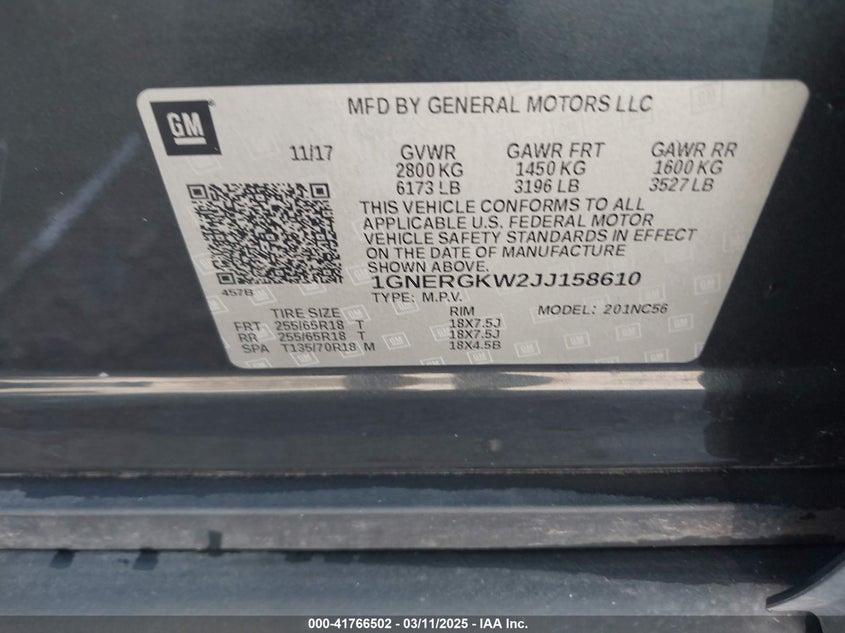 GM
MFD BY GENERAL MOTORS LLC
11/17 GVWR GAWR FRT GAWR RR
2800 KG 1450 KG 1600 KG
6173 LB 3196 LB 3527 LB
THIS VEHICLE CONFORMS TO ALL
APPLICABLE U.S. FEDERAL MOTOR
VEHICLE SAFETY STANDARDS IN EFFECT
ON THE DATE OF MANUFACTURE
SHOWN ABOVE.
1GNERGKW2JJ158610
457B
TYPE: M.P.V.
MODEL: 201NC56
TIRE SIZE RIM
FRT 255/65R18 T 18X7.5J
RR 255/65R18 T 18X7.5J
SPA T135/70R18 M 18X4.5B
000-41766502 - 03/11/2025 - IAA Inc.